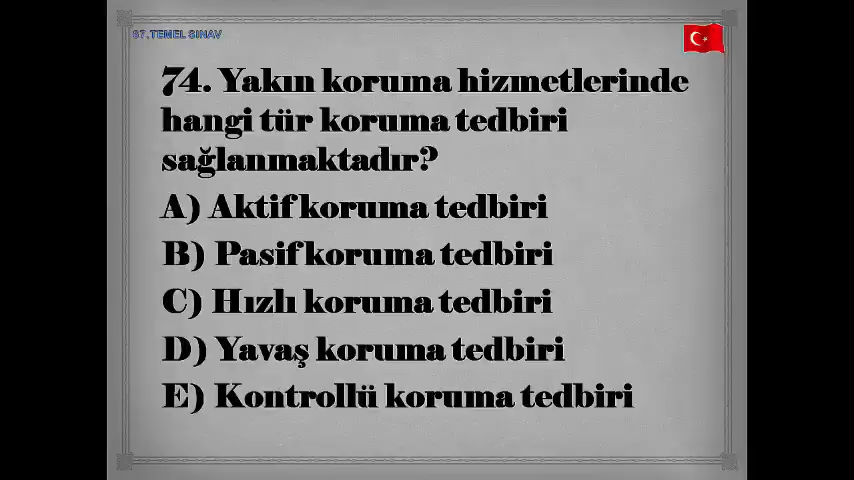 67.TEMEL SINAV
74. Yakın koruma hizmetlerinde
hangi tür koruma tedbiri
sağlanmaktadır?
A) Aktif koruma tedbiri
B) Pasif koruma tedbiri
C) Hızlı koruma tedbiri
D) Yavaş koruma tedbiri
E) Kontrollü koruma tedbiri